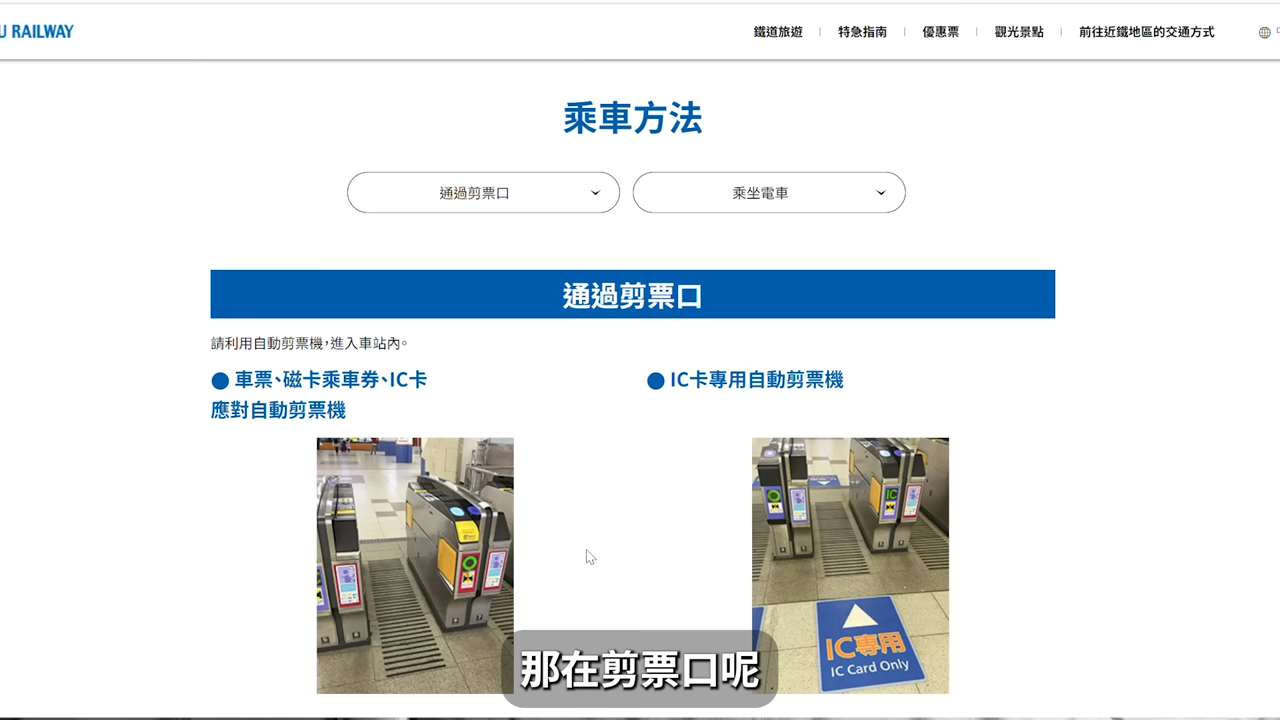 U RAILWAY
鐵道旅遊
特急指南
優惠票
觀光景點
前往近鐵地區的交通方式
乘車方法
通過剪票口
乘坐電車
通過剪票口
請利用自動剪票機，進入車站內。
● 車票、磁卡乘車券、IC卡
應對自動剪票機
● IC卡專用自動剪票機
IC
IC専用
IC Card Only
那在剪票口呢